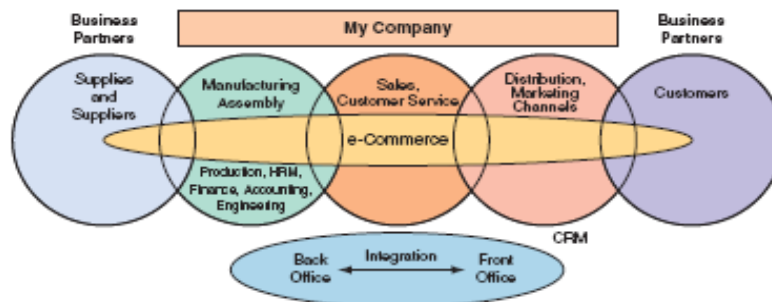 Business
Partners
My Company
Business
Partners
Supplies
and
Suppliers
Manufacturing
Assembly
Sales,
Customer Service
Distribution,
Marketing
Channels
Customers
e-Commerce
Production, HRM,
Finance, Accounting,
Engineering
CRM
Back
Office
Integration
Front
Office